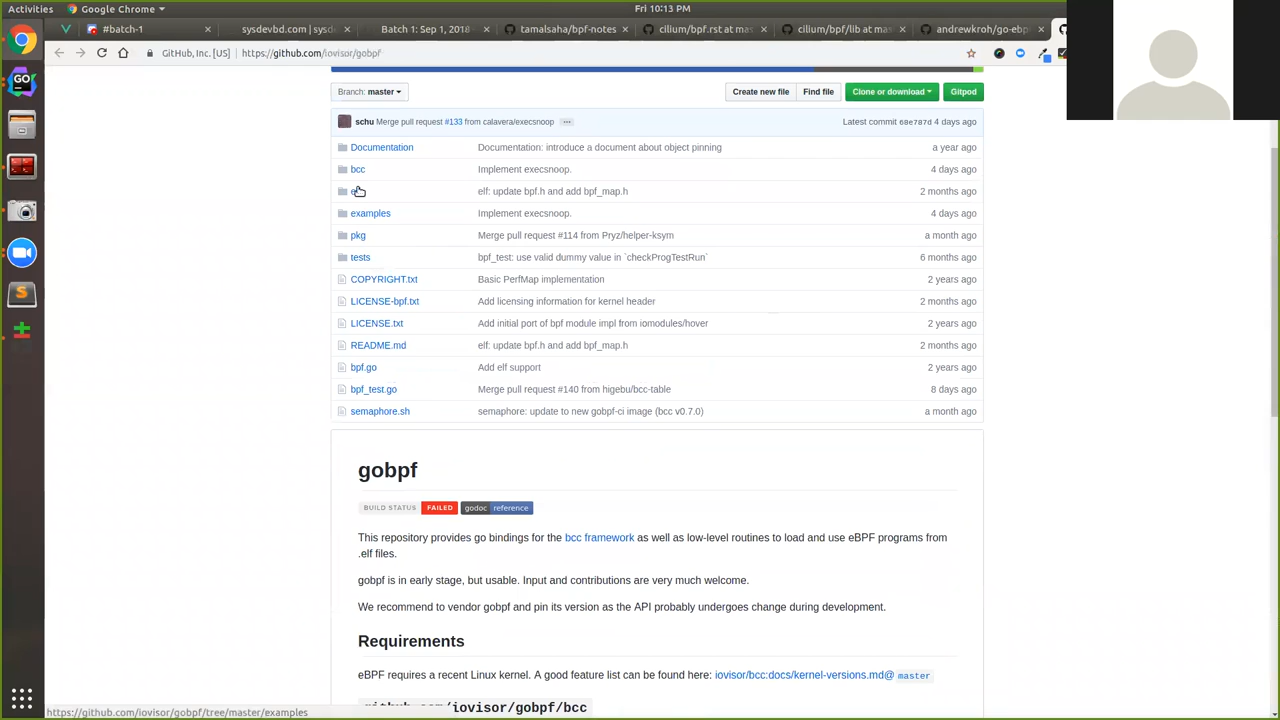 Activities
Google Chrome
Fri 10:13 PM
#batch-1
sysdevbd.com | sysd
Batch 1: Sep 1, 2018
tamalsaha/bpf-notes
cilium/bpf.rst at mas
cilium/bpf/lib at mas
andrewkroh/go-ebp
GitHub, Inc. [US]
https://github.com/iovisor/gobpf
Branch: master
Create new file
Find file
Clone or download
Gitpod
schu Merge pull request #133 from calavera/execsnoop
Latest commit 68e787d 4 days ago
Documentation Documentation: introduce a document about object pinning a year ago
bcc Implement execsnoop. 4 days ago
elf: update bpf.h and add bpf_map.h 2 months ago
examples Implement execsnoop. 4 days ago
pkg Merge pull request #114 from Pryz/helper-ksym a month ago
tests bpf_test: use valid dummy value in `checkProgTestRun` 6 months ago
COPYRIGHT.txt Basic PerfMap implementation 2 years ago
LICENSE-bpf.txt Add licensing information for kernel header 2 months ago
LICENSE.txt Add initial port of bpf module impl from iomodules/hover 2 years ago
README.md elf: update bpf.h and add bpf_map.h 2 months ago
bpf.go Add elf support 2 years ago
bpf_test.go Merge pull request #140 from higebu/bcc-table 8 days ago
semaphore.sh semaphore: update to new gobpf-ci image (bcc v0.7.0) a month ago
gobpf
BUILD STATUS FAILED godoc reference
This repository provides go bindings for the bcc framework as well as low-level routines to load and use eBPF programs from
.elf files.
gobpf is in early stage, but usable. Input and contributions are very much welcome.
We recommend to vendor gobpf and pin its version as the API probably undergoes change during development.
Requirements
eBPF requires a recent Linux kernel. A good feature list can be found here: iovisor/bcc:docs/kernel-versions.md@ master
github.com/iovisor/gobpf/bcc
https://github.com/iovisor/gobpf/tree/master/examples